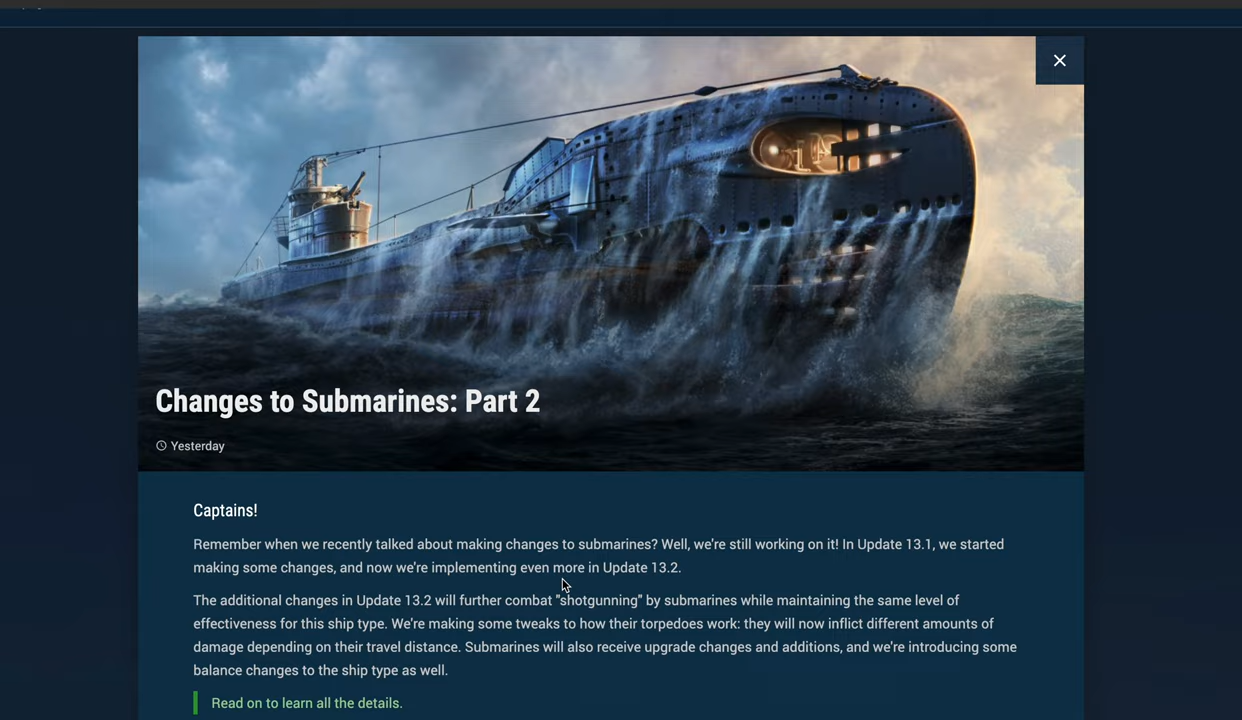 Changes to Submarines: Part 2
Yesterday
Captains!
Remember when we recently talked about making changes to submarines? Well, we're still working on it! In Update 13.1, we started
making some changes, and now we're implementing even more in Update 13.2.
The additional changes in Update 13.2 will further combat "shotgunning" by submarines while maintaining the same level of
effectiveness for this ship type. We're making some tweaks to how their torpedoes work: they will now inflict different amounts of
damage depending on their travel distance. Submarines will also receive upgrade changes and additions, and we're introducing some
balance changes to the ship type as well.
Read on to learn all the details.